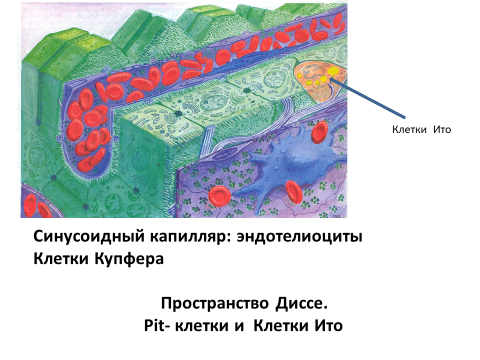 Клетки Ито
Синусоидный капилляр: эндотелиоциты
Клетки Купфера
Пространство Диссе.
Pit- клетки и Клетки Ито